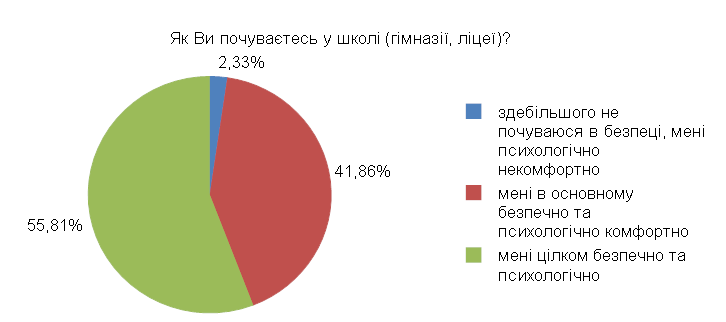 Як Ви почуваєтесь у школі (гімназії, ліцеї)?
2,33%
41,86%
55,81%
здебільшого не
почуваюся в безпеці, мені
психологічно
некомфортно
мені в основному
безпечно та
психологічно комфортно
мені цілком безпечно та
психологічно